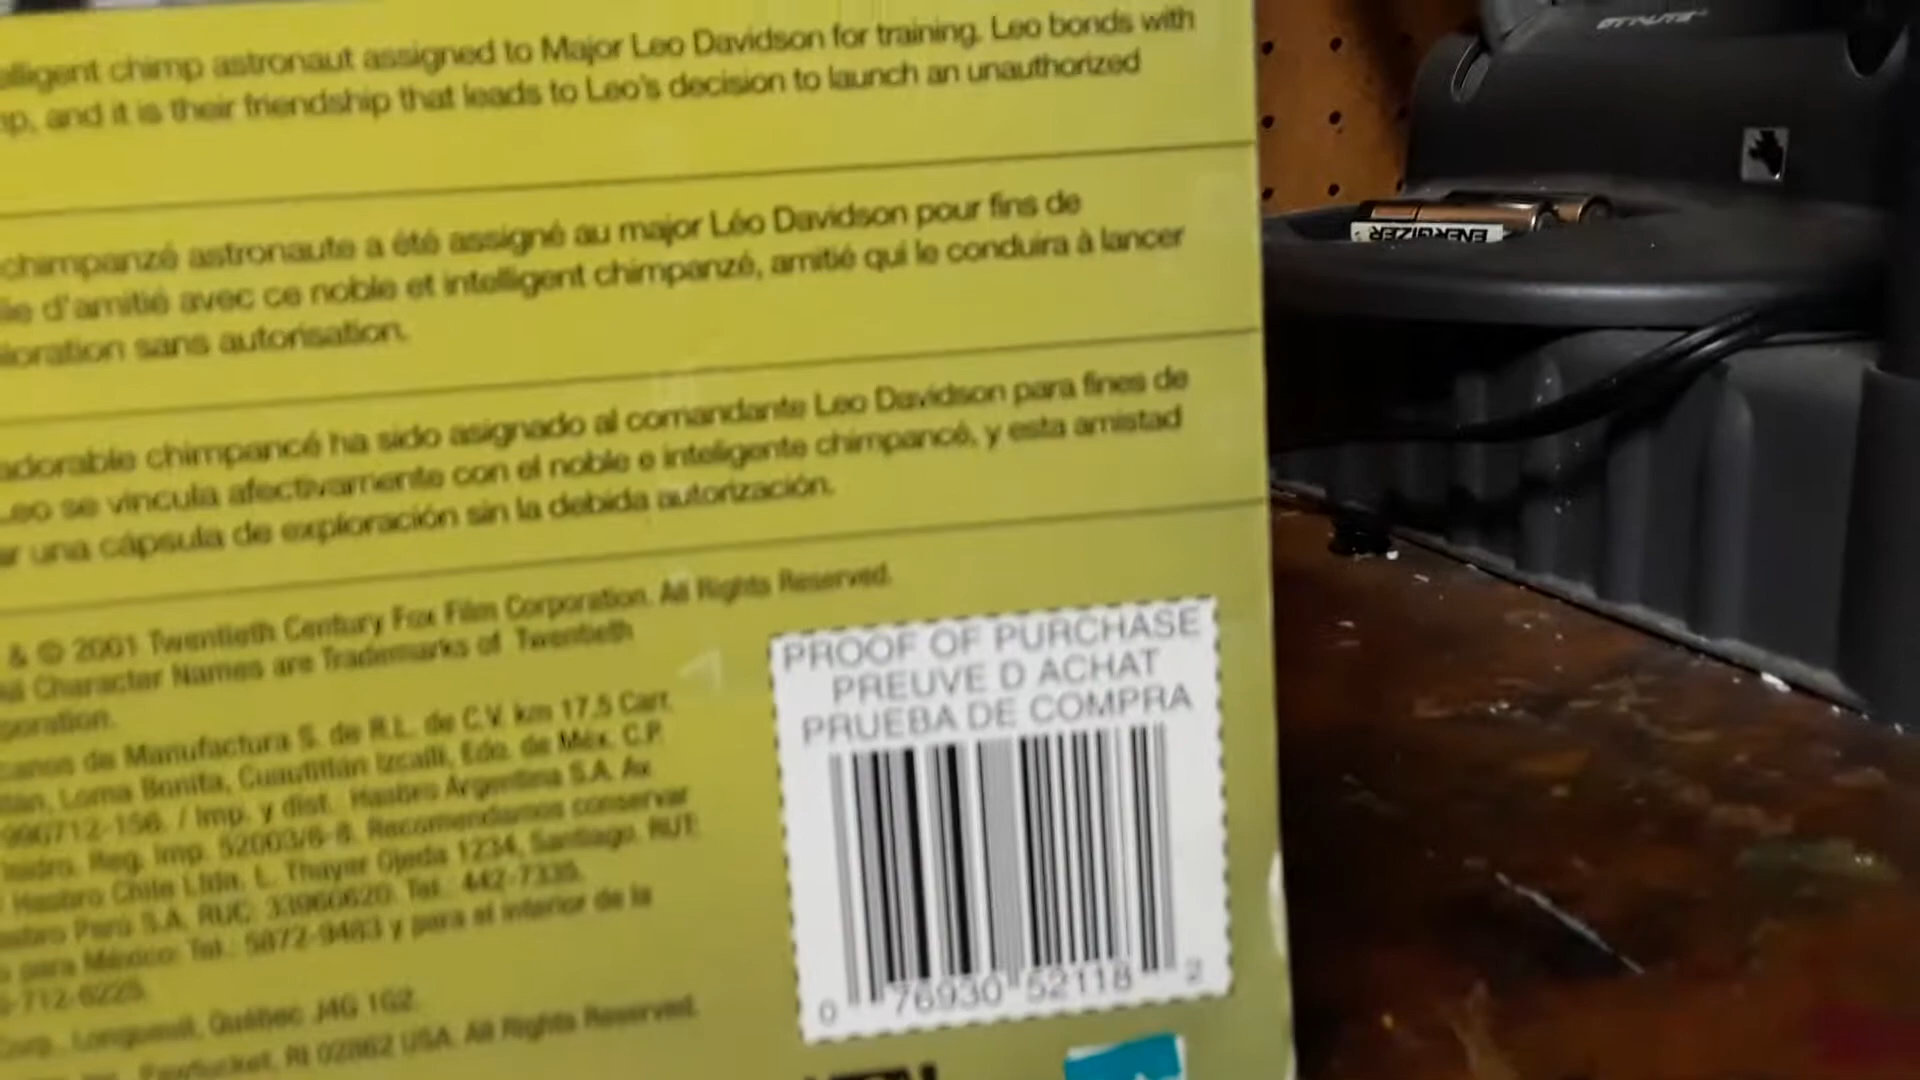 elligent chimp astronaut assigned to Major Leo Davidson for training. Leo bonds with
and it is their friendship that leads to Leo's decision to launch an unauthorized
chimpanzé astronaute a été assigné au major Léo Davidson pour fins de
d'amitié avec ce noble et intelligent chimpanzé, amitié qui le conduira à lancer
loration sans autorisation.
adorable chimpancé ha sido asignado al comandante Leo Davidson para fines de
Leo se vincula afectivamente con el noble e inteligente chimpancé, y esta amistad
ar una cápsula de exploración sin la debida autorización.
& © 2001 Twentieth Century Fox Film Corporation. All Rights Reserved.
Character Names are Trademarks of Twentieth
poration.
canos de Manufactura S. de R.L. de C.V. km 17,5 Carr.
tlán, Loma Bonita, Cuautitlán Izcalli, Edo. de Méx. C.P.
990712-156. / Imp. y dist.: Hasbro Argentina S.A. Av.
Isidro. Reg. Imp. 52003/6-8. Recomendamos conservar
Hasbro Chile Ltda. L. Thayer Ojeda 1234, Santiago. RUT:
asbro Perú S.A. RUC: 33960620. Tel.: 442-7335.
para México: Tel.: 5872-9483 y para el interior de la
-712-6225.
Corp., Longueuil, Québec J4G 1G2.
Pawtucket, RI 02862 USA. All Rights Reserved.
PROOF OF PURCHASE
PREUVE D ACHAT
PRUEBA DE COMPRA
0 76930 52118 2
ENERGIZER